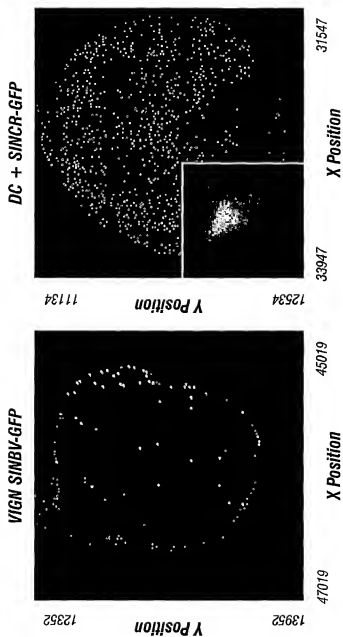 VIGN SINBV-GFP
12352
Y Position
13952
47019
45019
X Position
DC + SINCR-GFP
11134
Y Position
12534
33947
31547
X Position